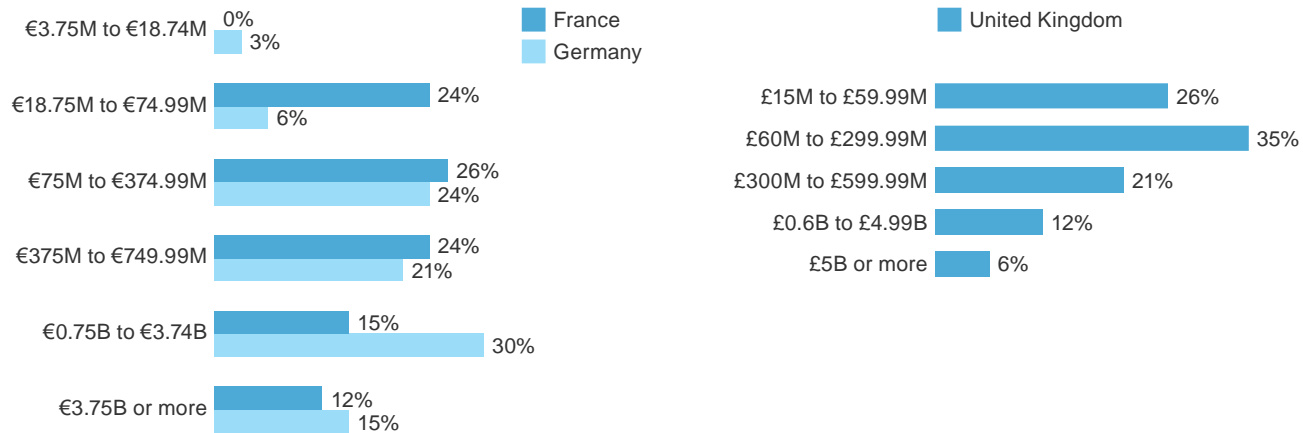 France
Germany
€3.75M to €18.74M
0%
3%
€18.75M to €74.99M
24%
6%
€75M to €374.99M
26%
24%
€375M to €749.99M
24%
21%
€0.75B to €3.74B
15%
30%
€3.75B or more
12%
15%
United Kingdom
£15M to £59.99M
26%
£60M to £299.99M
35%
£300M to £599.99M
21%
£0.6B to £4.99B
12%
£5B or more
6%